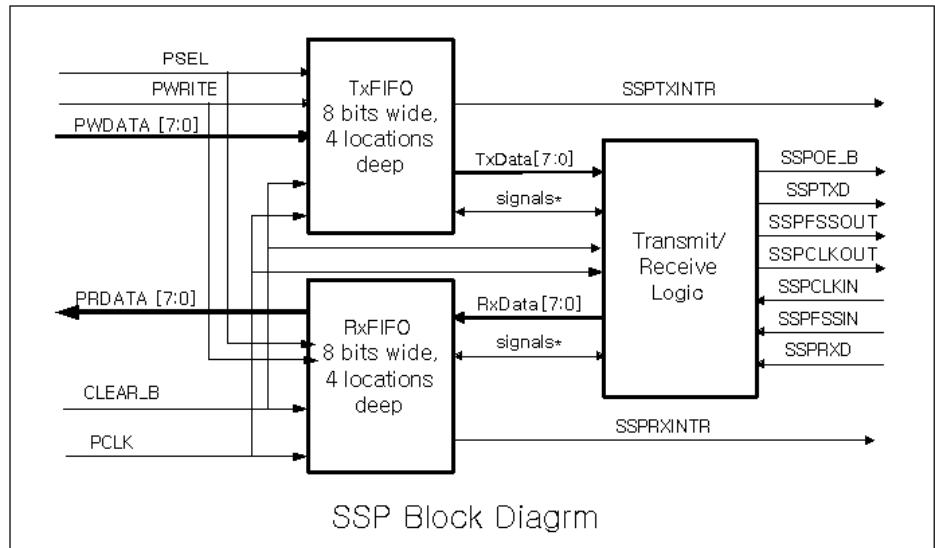 PSEL
PWRITE
PWDATA [7:0]
TxFIFO
8 bits wide,
4 locations
deep
SSPTXINTR
TxData[7:0]
signals*
Transmit/
Receive
Logic
SSPOE_B
SSPTXD
SSPFSSOUT
SSPCLKOUT
SSPCLKIN
SSPFSSIN
SSPRXD
PRDATA [7:0]
RxFIFO
8 bits wide,
4 locations
deep
RxData[7:0]
signals*
CLEAR_B
PCLK
SSPRXINTR
SSP Block Diagrm